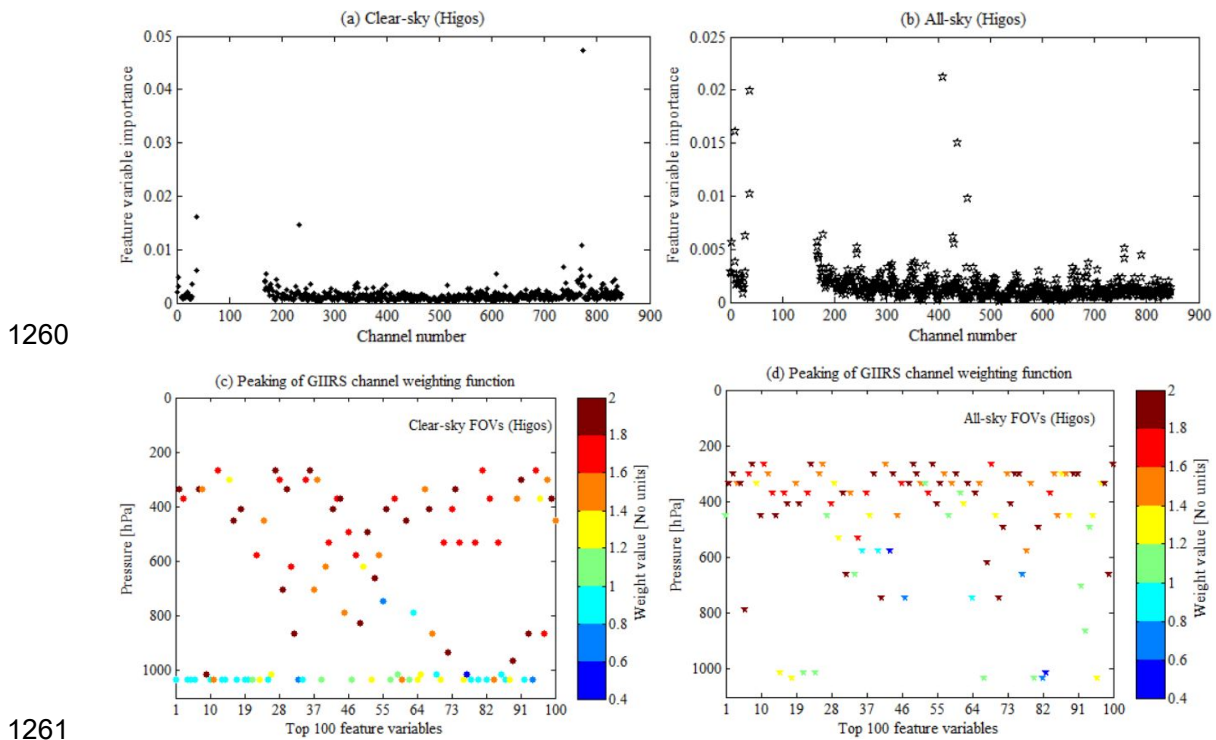 (a) Clear-sky (Higos)
0.05
0.04
0.03
0.02
0.01
0
Feature variable importance
0 100 200 300 400 500 600 700 800 900
Channel number
(b) All-sky (Higos)
0.025
0.02
0.015
0.01
0.005
0
Feature variable importance
0 100 200 300 400 500 600 700 800 900
Channel number
1260
(c) Peaking of GIIRS channel weighting function
Clear-sky FOVs (Higos)
0
200
400
600
800
1000
Pressure [hPa]
1 10 19 28 37 46 55 64 73 82 91 100
Top 100 feature variables
2
1.8
1.6
1.4
1.2
1
0.8
0.6
0.4
Weight value [No units]
(d) Peaking of GIIRS channel weighting function
All-sky FOVs (Higos)
0
200
400
600
800
1000
Pressure [hPa]
1 10 19 28 37 46 55 64 73 82 91 100
Top 100 feature variables
2
1.8
1.6
1.4
1.2
1
0.8
0.6
0.4
Weight value [No units]
1261